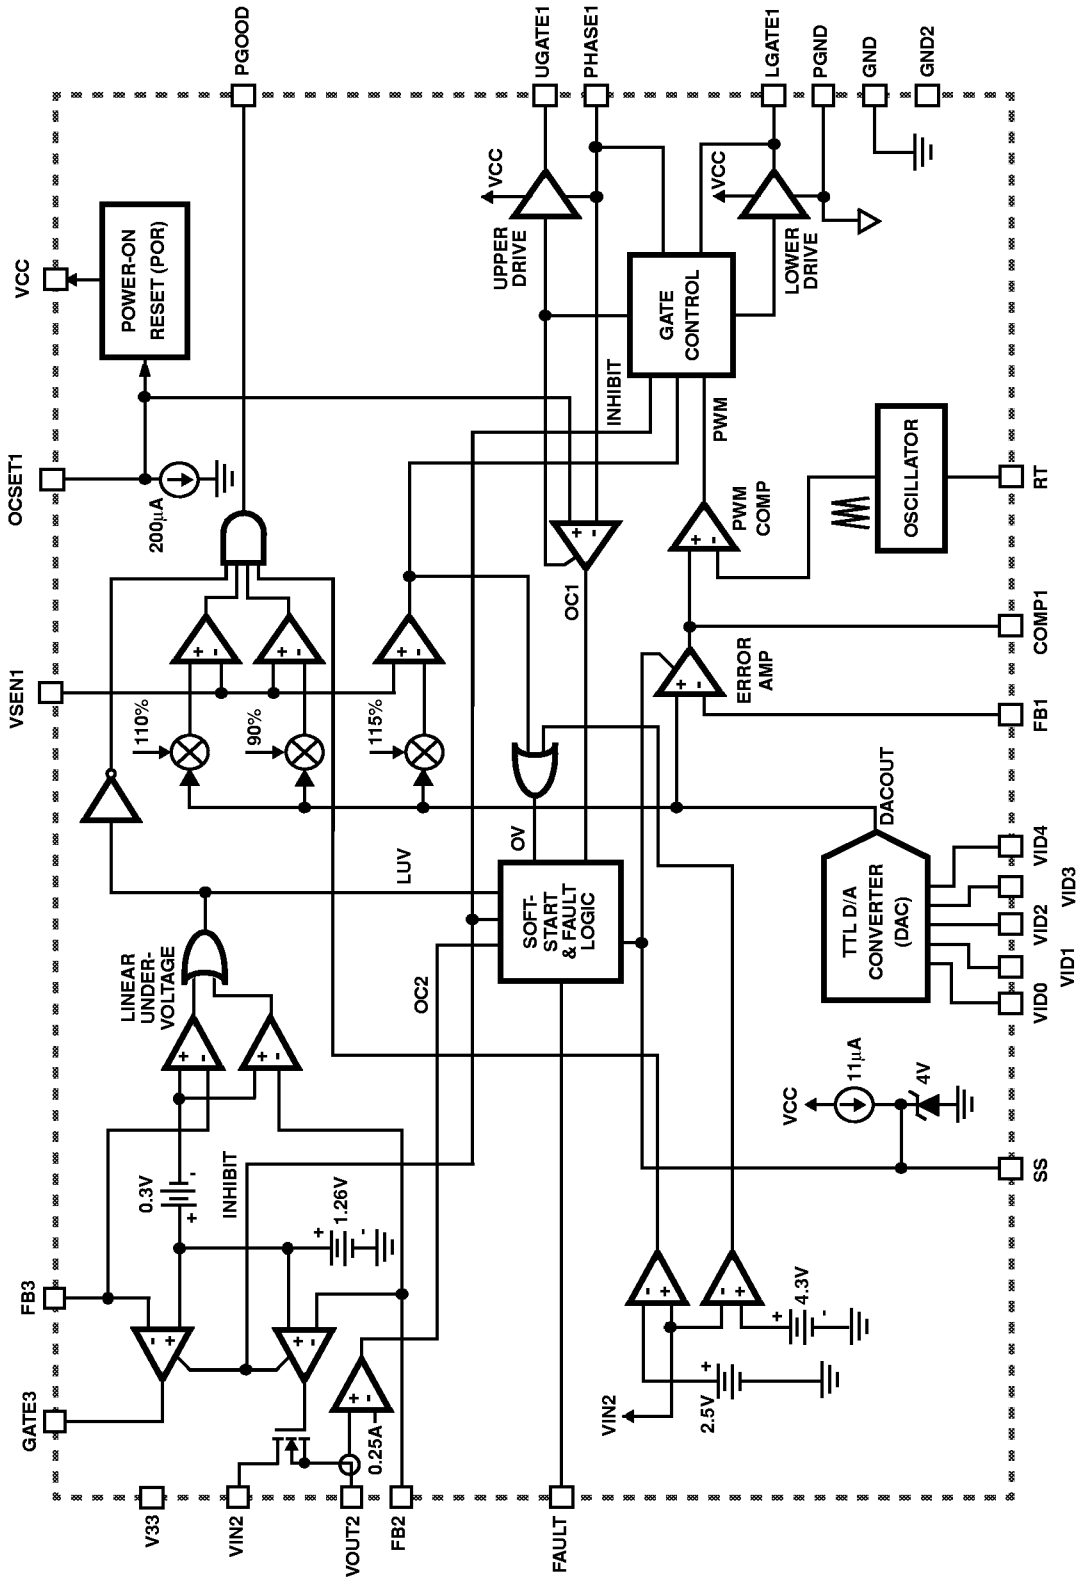 VCC
OCSET1
VSEN1
FB3
GATE3
POWER-ON
RESET (POR)
200µA
110%
90%
115%
LINEAR
UNDER-
VOLTAGE
LUV
0.3V
+
-
INHIBIT
1.26V
+
-
OC2
0.25A
+
-
-
+
+
-
+
-
+
-
+
-
+
-
V33
VIN2
VOUT2
FB2
FAULT
PGOOD
UGATE1
PHASE1
LGATE1
PGND
GND
GND2
VCC
UPPER
DRIVE
VCC
LOWER
DRIVE
GATE
CONTROL
INHIBIT
PWM
PWM
COMP
+
-
OC1
+
-
OV
SOFT-
START
& FAULT
LOGIC
ERROR
AMP
+
-
OSCILLATOR
DACOUT
TTL D/A
CONVERTER
(DAC)
VCC
11µA
4V
VIN2
2.5V
+
4.3V
+
-
-
+
-
+
RT
COMP1
FB1
VID4
VID3
VID2
VID1
VID0
SS